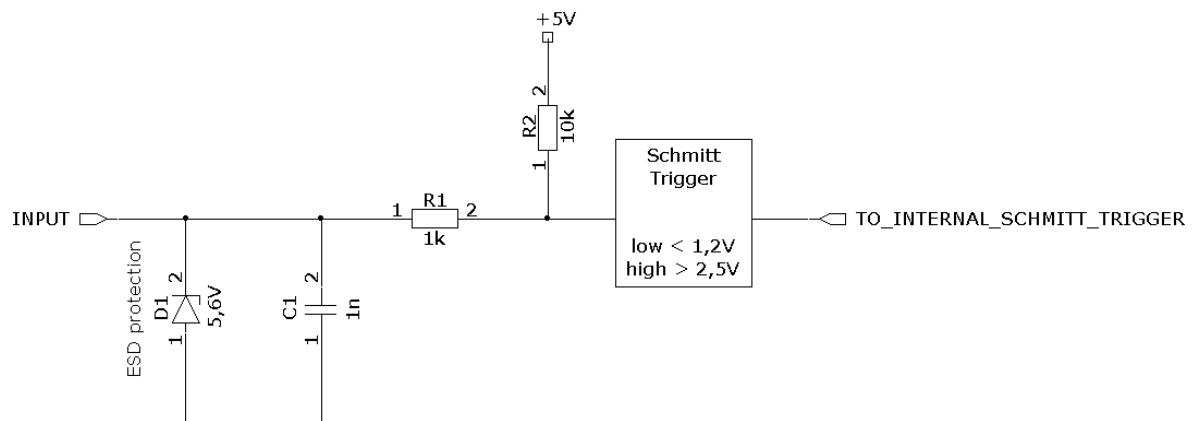 +5V
2
R2
10k
1
Schmitt
Trigger
INPUT
1
R1
2
1k
TO_INTERNAL_SCHMITT_TRIGGER
low < 1,2V
high > 2,5V
ESD protection
2
D1
5,6V
1
2
C1
1n
1